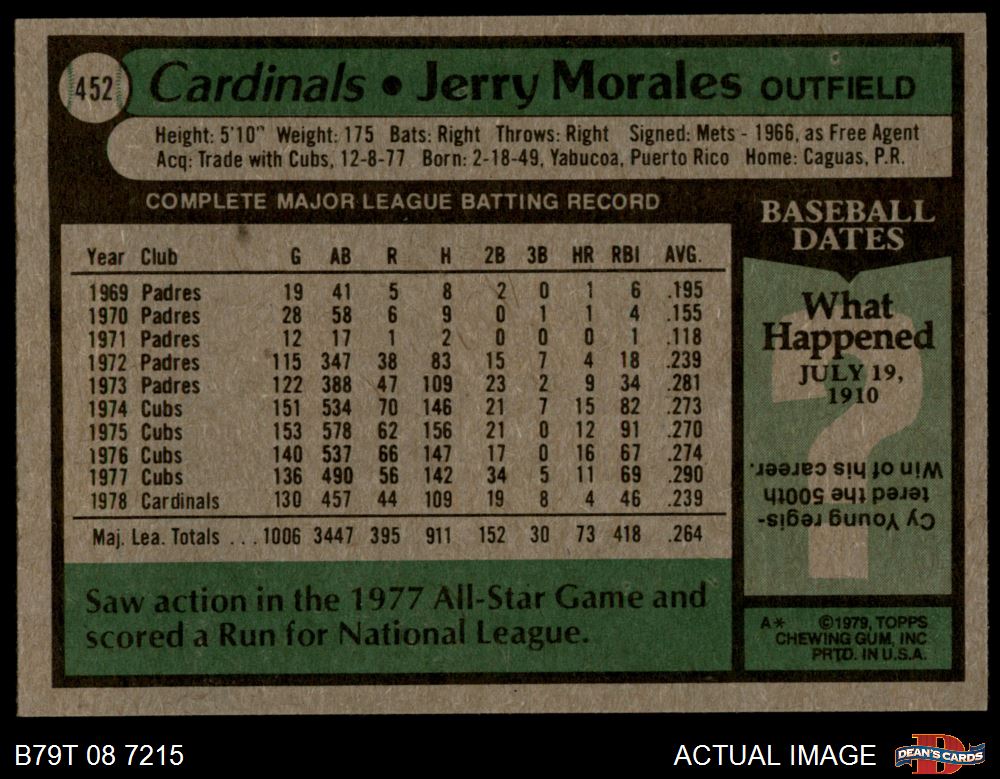 452 Cardinals • Jerry Morales OUTFIELD
Height: 5'10" Weight: 175 Bats: Right Throws: Right Signed: Mets - 1966, as Free Agent
Acq: Trade with Cubs, 12-8-77 Born: 2-18-49, Yabucoa, Puerto Rico Home: Caguas, P.R.
COMPLETE MAJOR LEAGUE BATTING RECORD
Year Club G AB R H 2B 3B HR RBI AVG.
1969 Padres 19 41 5 8 2 0 1 6 .195
1970 Padres 28 58 6 9 0 1 1 4 .155
1971 Padres 12 17 1 2 0 0 0 1 .118
1972 Padres 115 347 38 83 15 7 4 18 .239
1973 Padres 122 388 47 109 23 2 9 34 .281
1974 Cubs 151 534 70 146 21 7 15 82 .273
1975 Cubs 153 578 62 156 21 0 12 91 .270
1976 Cubs 140 537 66 147 17 0 16 67 .274
1977 Cubs 136 490 56 142 34 5 11 69 .290
1978 Cardinals 130 457 44 109 19 8 4 46 .239
Maj. Lea. Totals ... 1006 3447 395 911 152 30 73 418 .264
Saw action in the 1977 All-Star Game and
scored a Run for National League.
BASEBALL
DATES
What
Happened
JULY 19,
1910
?
Cy Young regis-
tered the 500th
Win of his career.
A* ©1979, TOPPS
CHEWING GUM, INC
PRTD. IN U.S.A.
B79T 08 7215
ACTUAL IMAGE
D
DEAN'S CARDS